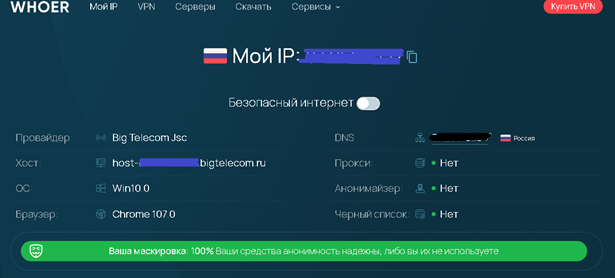 WHOER Мой IP VPN Серверы Скачать Сервисы Купить VPN
Мой IP:
Безопасный интернет
Провайдер: Big Telecom Jsc DNS Россия
Хост: host- .bigtelecom.ru Прокси: Нет
ОС: Win10.0 Анонимайзер: Нет
Браузер: Chrome 107.0 Черный список: Нет
Ваша маскировка: 100% Ваши средства анонимность надежны, либо вы их не используете